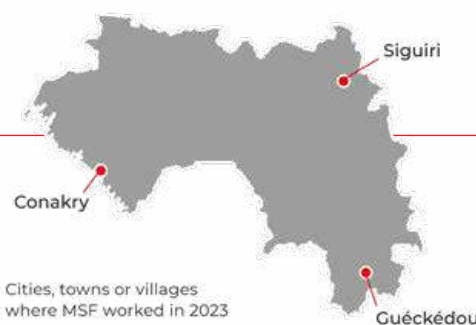 Siguiri
Conakry
Cities, towns or villages
where MSF worked in 2023
Guéckédou